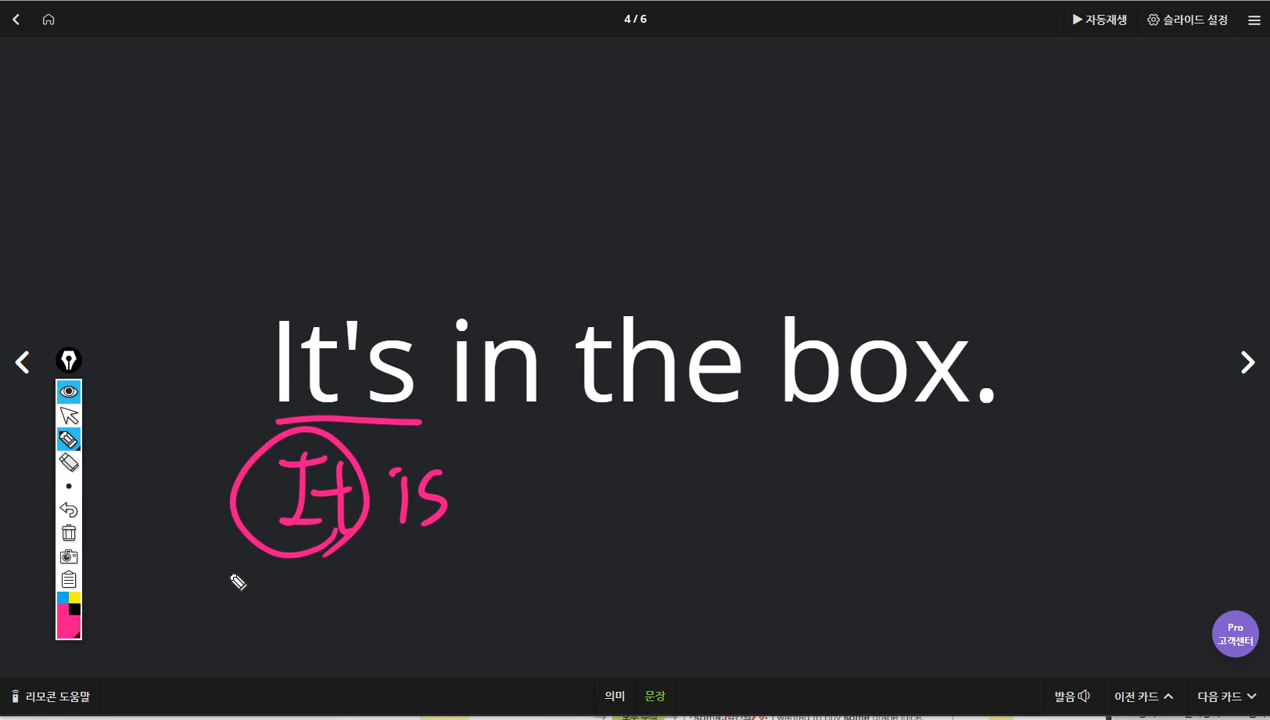 4 / 6
자동재생
슬라이드 설정
It's in the box.
It is
Pro
고객센터
리모콘 도움말
의미
문장
발음
이전 카드
다음 카드